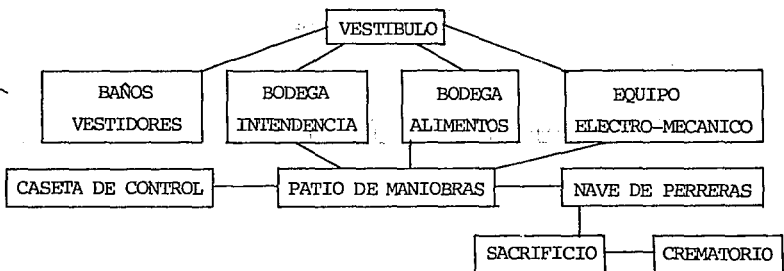 VESTIBULO
BAÑOS
VESTIDORES
BODEGA
INTENDENCIA
BODEGA
ALIMENTOS
EQUIPO
ELECTRO-MECANICO
CASETA DE CONTROL
PATIO DE MANIOBRAS
NAVE DE PERRERAS
SACRIFICIO
CREMATORIO